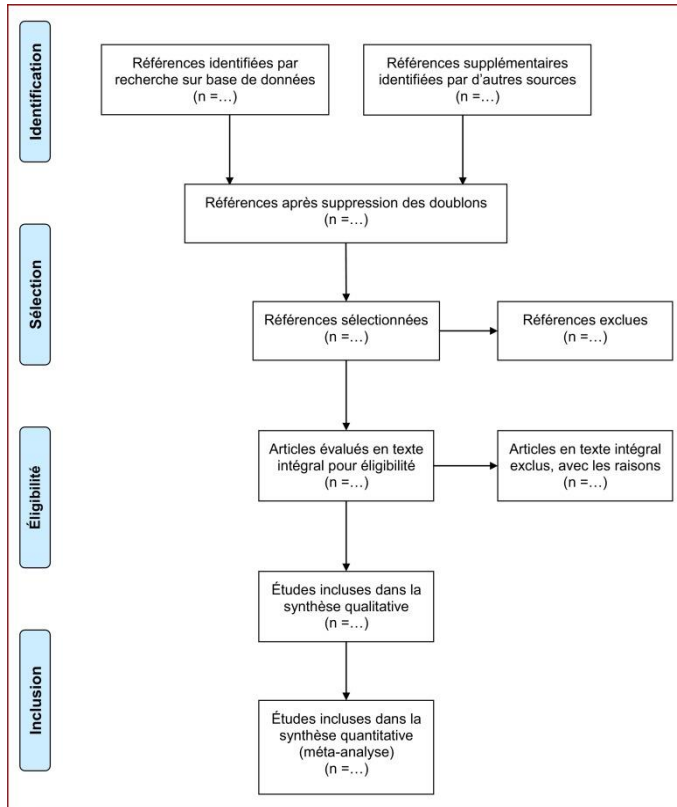 Identification
Références identifiées par
recherche sur base de données
(n =…)
Références supplémentaires
identifiées par d'autres sources
(n =…)
Références après suppression des doublons
(n =…)
Sélection
Références sélectionnées
(n =…)
Références exclues
(n =…)
Éligibilité
Articles évalués en texte
intégral pour éligibilité
(n =…)
Articles en texte intégral
exclus, avec les raisons
(n =…)
Études incluses dans la
synthèse qualitative
(n =…)
Inclusion
Études incluses dans la
synthèse quantitative
(méta-analyse)
(n =…)